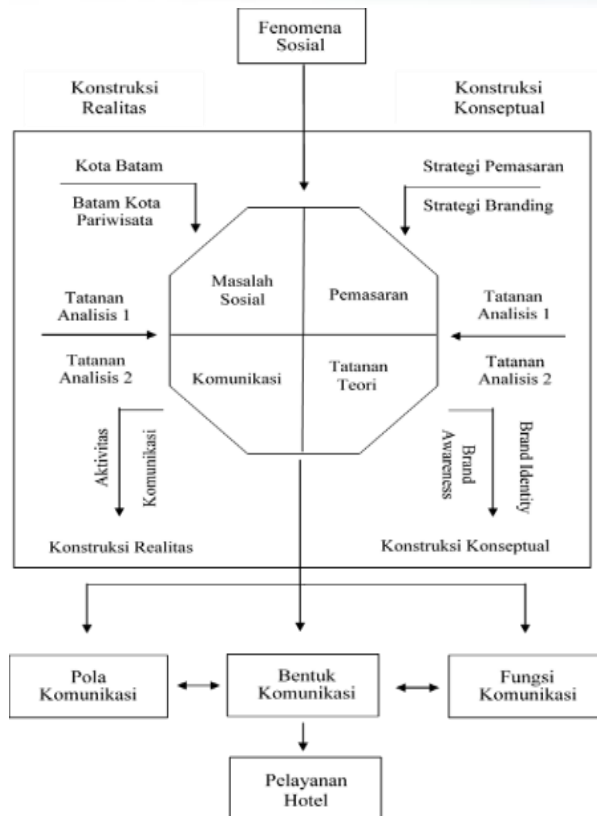 Fenomena
Sosial
Konstruksi
Realitas
Konstruksi
Konseptual
Kota Batam
Batam Kota
Pariwisata
Strategi Pemasaran
Strategi Branding
Masalah
Sosial
Pemasaran
Tatanan
Analisis 1
Tatanan
Analisis 2
Komunikasi
Tatanan
Teori
Tatanan
Analisis 1
Tatanan
Analisis 2
Aktivitas
Komunikasi
Brand
Awareness
Brand Identity
Konstruksi Realitas
Konstruksi Konseptual
Pola
Komunikasi
Bentuk
Komunikasi
Fungsi
Komunikasi
Pelayanan
Hotel